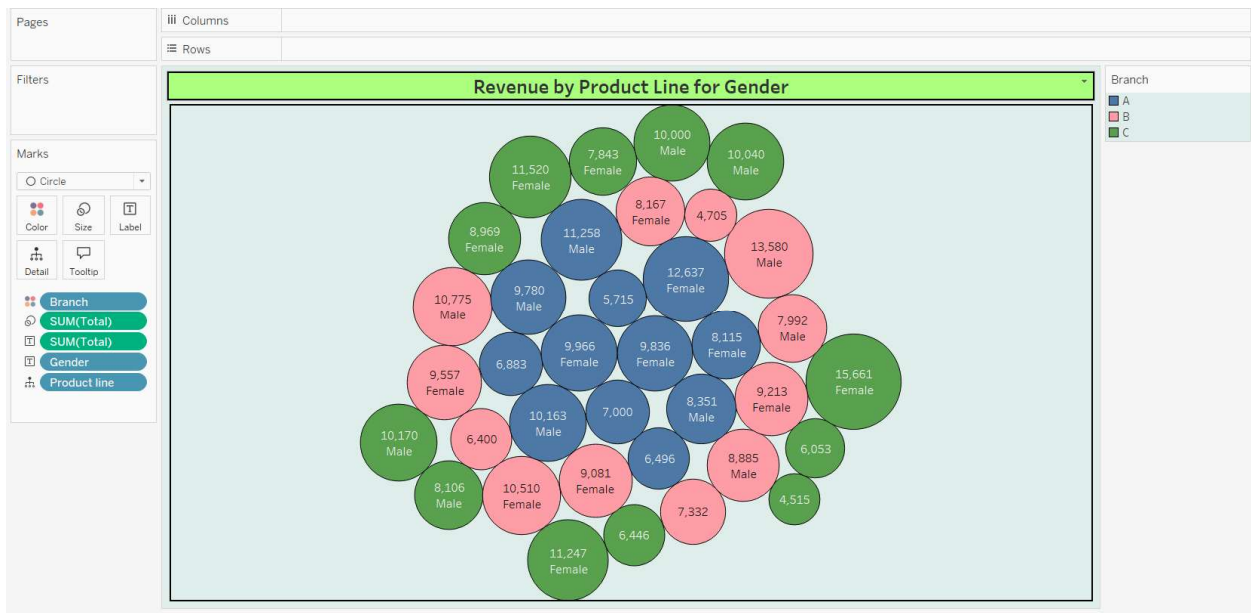 Pages
iii Columns
Rows
Filters
Marks
Circle
Color
Size
Label
Detail
Tooltip
Branch
SUM(Total)
SUM(Total)
Gender
Product line
Revenue by Product Line for Gender
10,000
Male
7,843
Female
10,040
Male
11,520
Female
8,167
Female
4,705
8,969
Female
11,258
Male
13,580
Male
12,637
Female
9,780
Male
5,715
10,775
Male
7,992
Male
8,115
Female
9,966
Female
9,836
Female
6,883
15,661
Female
9,557
Female
9,213
Female
8,351
Male
7,000
10,163
Male
10,170
Male
6,400
6,053
6,496
8,885
Male
9,081
Female
8,106
Male
10,510
Female
4,515
7,332
6,446
11,247
Female
Branch
A
B
C